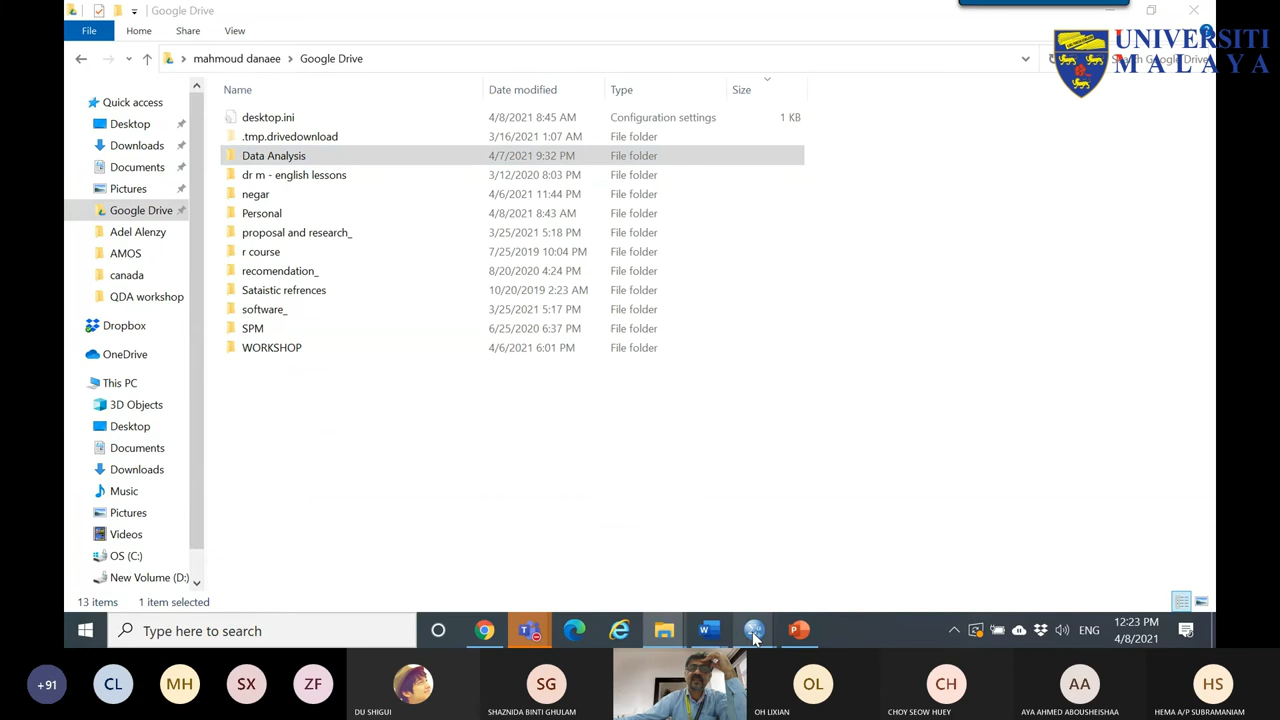 Google Drive
File Home Share View
mahmoud danaee Google Drive
UNIVERSITI
MALAYA
Name Date modified Type Size
desktop.ini 4/8/2021 8:45 AM Configuration settings 1 KB
.tmp.drivedownload 3/16/2021 1:07 AM File folder
Data Analysis 4/7/2021 9:32 PM File folder
dr m - english lessons 3/12/2020 8:03 PM File folder
negar 4/6/2021 11:44 PM File folder
Personal 4/8/2021 8:43 AM File folder
proposal and research_ 3/25/2021 5:18 PM File folder
r course 7/25/2019 10:04 PM File folder
recomendation_ 8/20/2020 4:24 PM File folder
Sataistic refrences 10/20/2019 2:23 AM File folder
software_ 3/25/2021 5:17 PM File folder
SPM 6/25/2020 6:37 PM File folder
WORKSHOP 4/6/2021 6:01 PM File folder
Quick access
Desktop
Downloads
Documents
Pictures
Google Drive
Adel Alenzy
AMOS
canada
QDA workshop
Dropbox
OneDrive
This PC
3D Objects
Desktop
Documents
Downloads
Music
Pictures
Videos
OS (C:)
New Volume (D:)
13 items 1 item selected
Type here to search
ENG
12:23 PM
4/8/2021
+91 CL MH SX ZF SG OL CH AA HS
DU SHIGUI SHAZNIDA BINTI GHULAM OH LIXIAN CHOY SEOW HUEY AYA AHMED ABOUSHEISHAA HEMA A/P SUBRAMANIAM